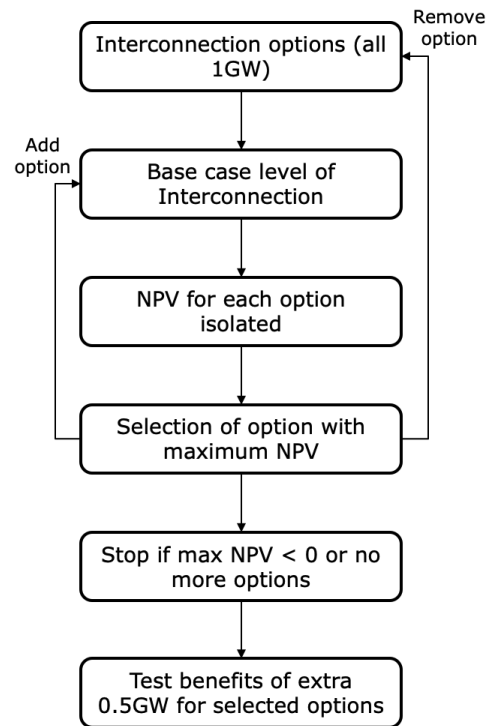 Remove
option
Interconnection options (all
1GW)
Add
option
Base case level of
Interconnection
NPV for each option
isolated
Selection of option with
maximum NPV
Stop if max NPV < 0 or no
more options
Test benefits of extra
0.5GW for selected options